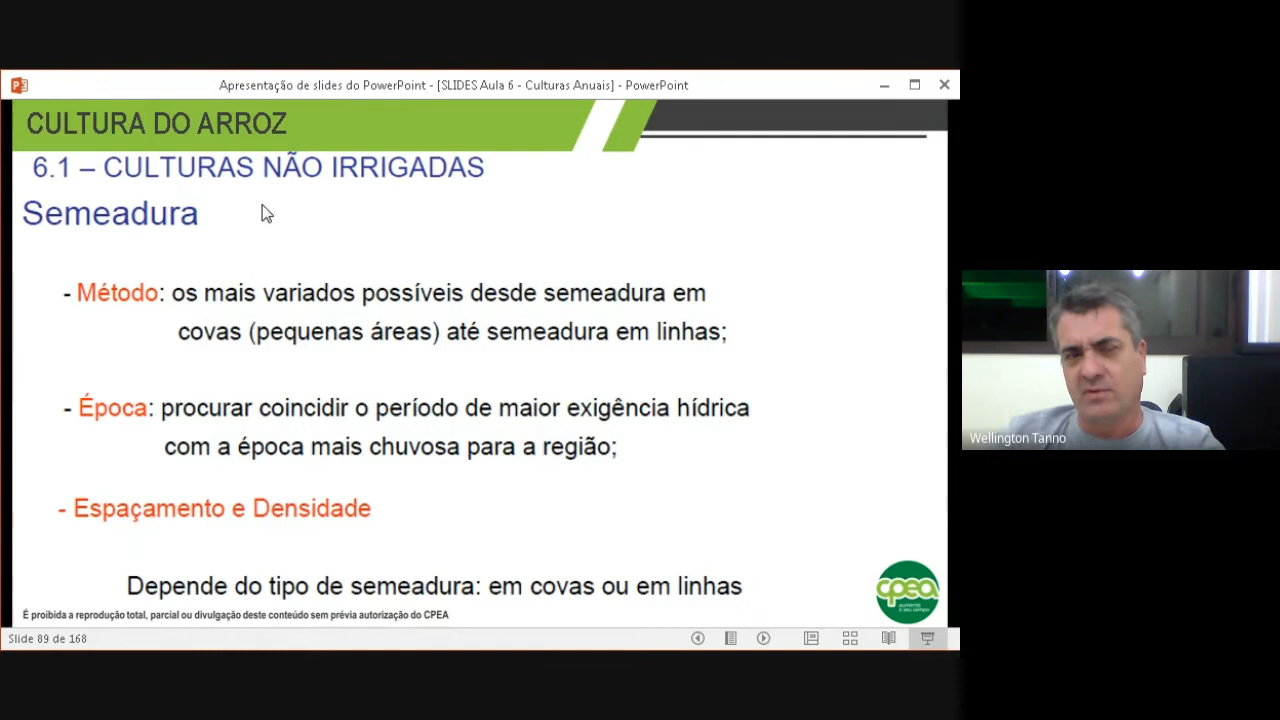 Apresentação de slides do PowerPoint - [SLIDES Aula 6 - Culturas Anuais] - PowerPoint
CULTURA DO ARROZ
6.1 – CULTURAS NÃO IRRIGADAS
Semeadura
- Método: os mais variados possíveis desde semeadura em
covas (pequenas áreas) até semeadura em linhas;
- Época: procurar coincidir o período de maior exigência hídrica
com a época mais chuvosa para a região;
- Espaçamento e Densidade
Depende do tipo de semeadura: em covas ou em linhas
cpea
aumente
o seu campo
É proibida a reprodução total, parcial ou divulgação deste conteúdo sem prévia autorização do CPEA
Slide 89 de 168
Wellington Tanno